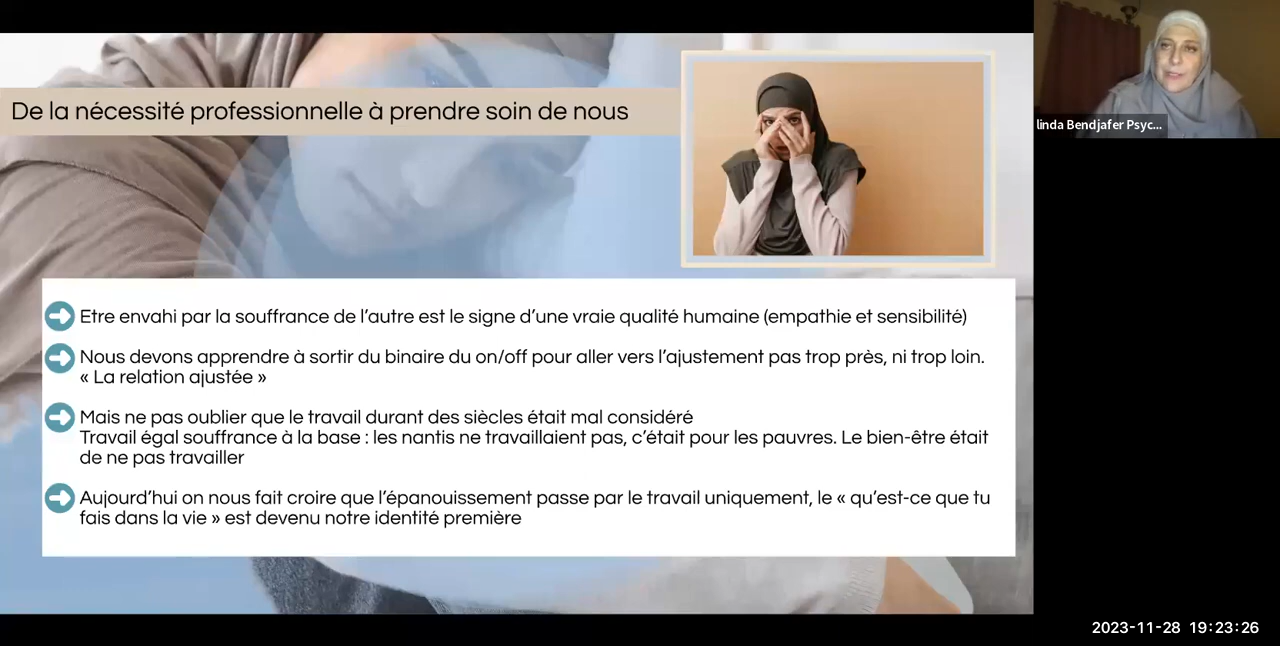 De la nécessité professionnelle à prendre soin de nous
linda Bendjafer Psyc...
Etre envahi par la souffrance de l'autre est le signe d'une vraie qualité humaine (empathie et sensibilité)
Nous devons apprendre à sortir du binaire du on/off pour aller vers l'ajustement pas trop près, ni trop loin.
« La relation ajustée »
Mais ne pas oublier que le travail durant des siècles était mal considéré
Travail égal souffrance à la base : les nantis ne travaillaient pas, c'était pour les pauvres. Le bien-être était
de ne pas travailler
Aujourd'hui on nous fait croire que l'épanouissement passe par le travail uniquement, le « qu'est-ce que tu
fais dans la vie » est devenu notre identité première
2023-11-28 19:23:26